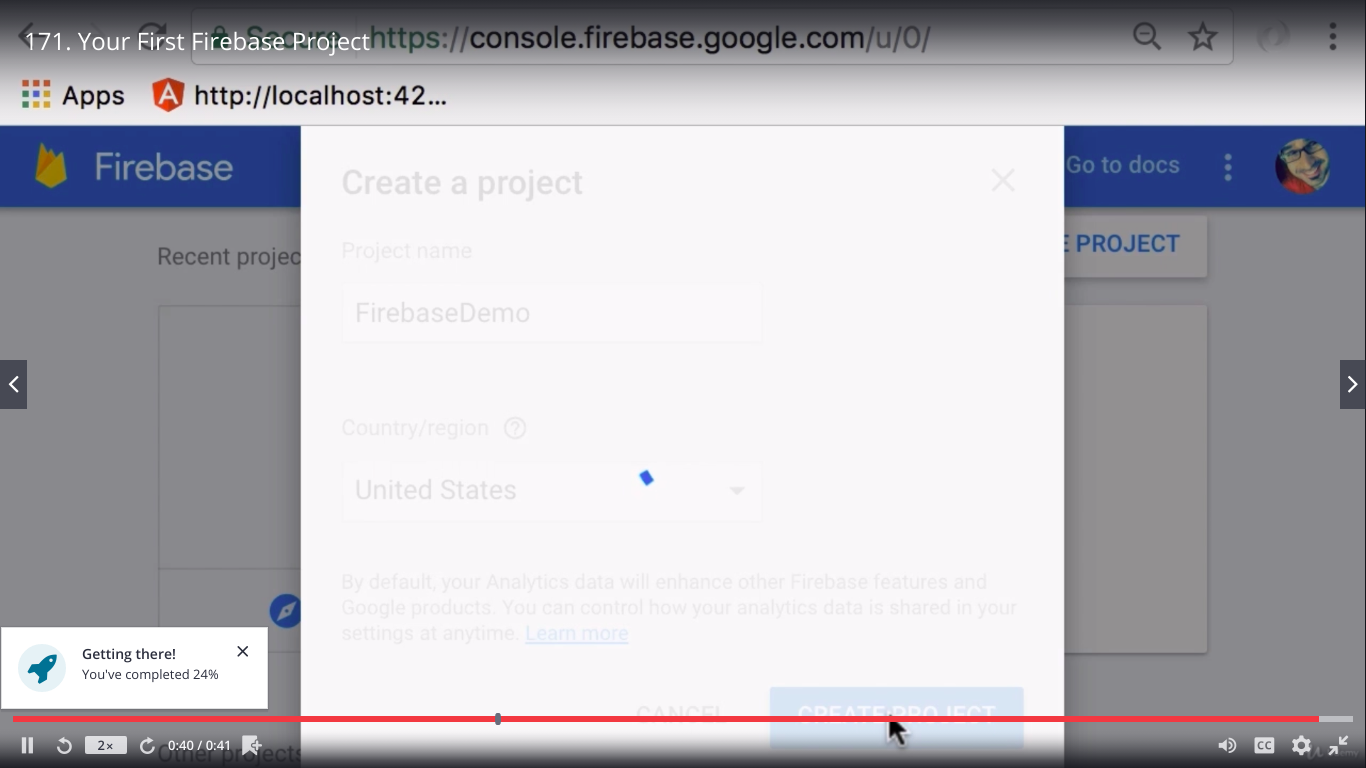 171. Your First Firebase Project
Secure https://console.firebase.google.com/u/0/
Apps http://localhost:42...
Firebase
Go to docs
Create a project
Project name
Recent projec
E PROJECT
FirebaseDemo
Country/region
United States
By default, your Analytics data will enhance other Firebase features and
Google products. You can control how your analytics data is shared in your
settings at anytime. Learn more
Getting there!
You've completed 24%
CANCEL
CREATE PROJECT
2×
0:40 / 0:41
CC
Other projects